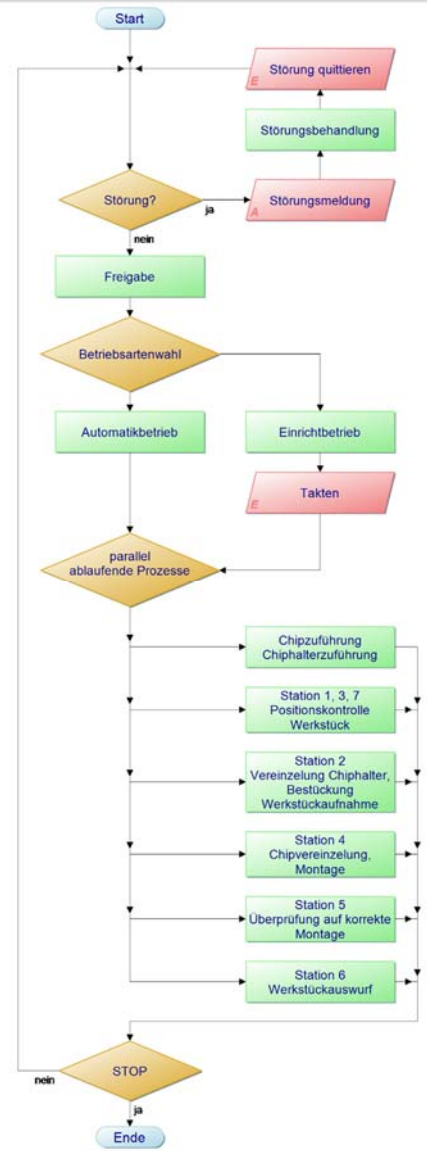 Start
Störung quittieren
E
Störungsbehandlung
Störung?
ja
Störungsmeldung
A
nein
Freigabe
Betriebsartenwahl
Automatikbetrieb
Einrichtbetrieb
Takten
E
parallel
ablaufende Prozesse
Chipzuführung
Chiphalterzuführung
Station 1, 3, 7
Positionskontrolle
Werkstück
Station 2
Vereinzelung Chiphalter,
Bestückung
Werkstückaufnahme
Station 4
Chipvereinzelung,
Montage
Station 5
Überprüfung auf korrekte
Montage
Station 6
Werkstückauswurf
STOP
nein
ja
Ende